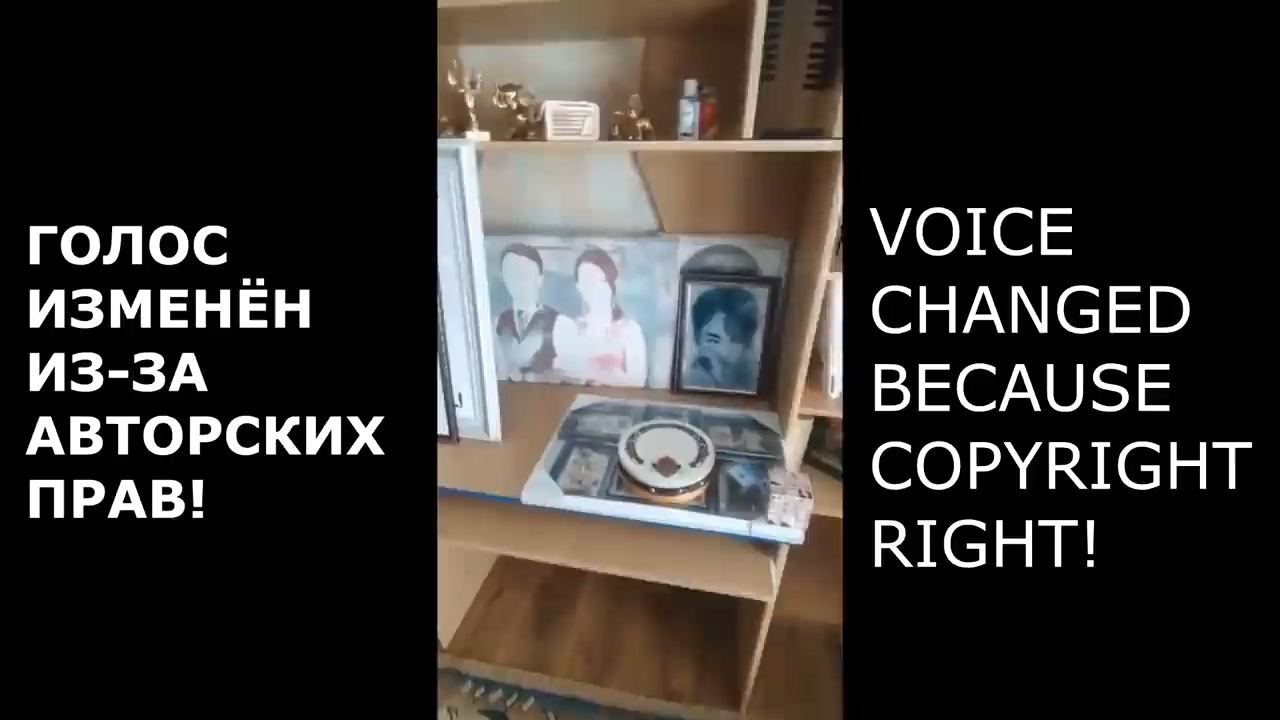 ГОЛОС
ИЗМЕНЁН
ИЗ-ЗА
АВТОРСКИХ
ПРАВ!
VOICE
CHANGED
BECAUSE
COPYRIGHT
RIGHT!